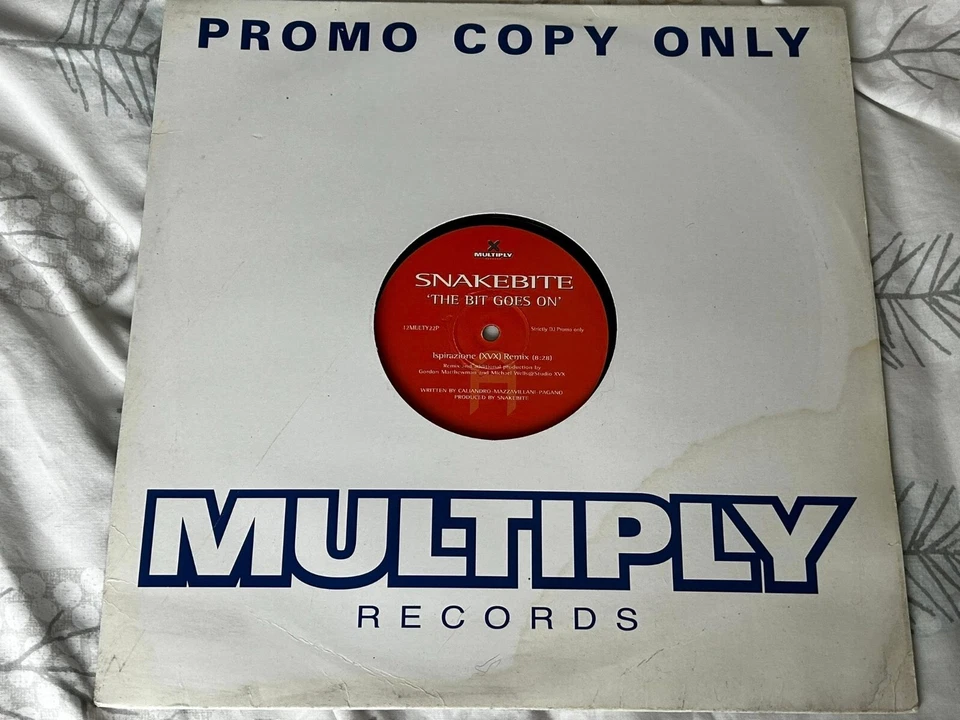 PROMO COPY ONLY
MULTIPLY
SNAKEBITE
'THE BIT GOES ON'
12MULTY22P
Strictly DJ Promo only
Ispirazione (XVX) Remix (8:28)
Remix and additional production by
Gordon Matthewman and Michael Wells@Studio XVX
WRITTEN BY CALIANDRO-MAZZAVILLANI-PAGANO
PRODUCED BY SNAKEBITE
MULTIPLY
RECORDS